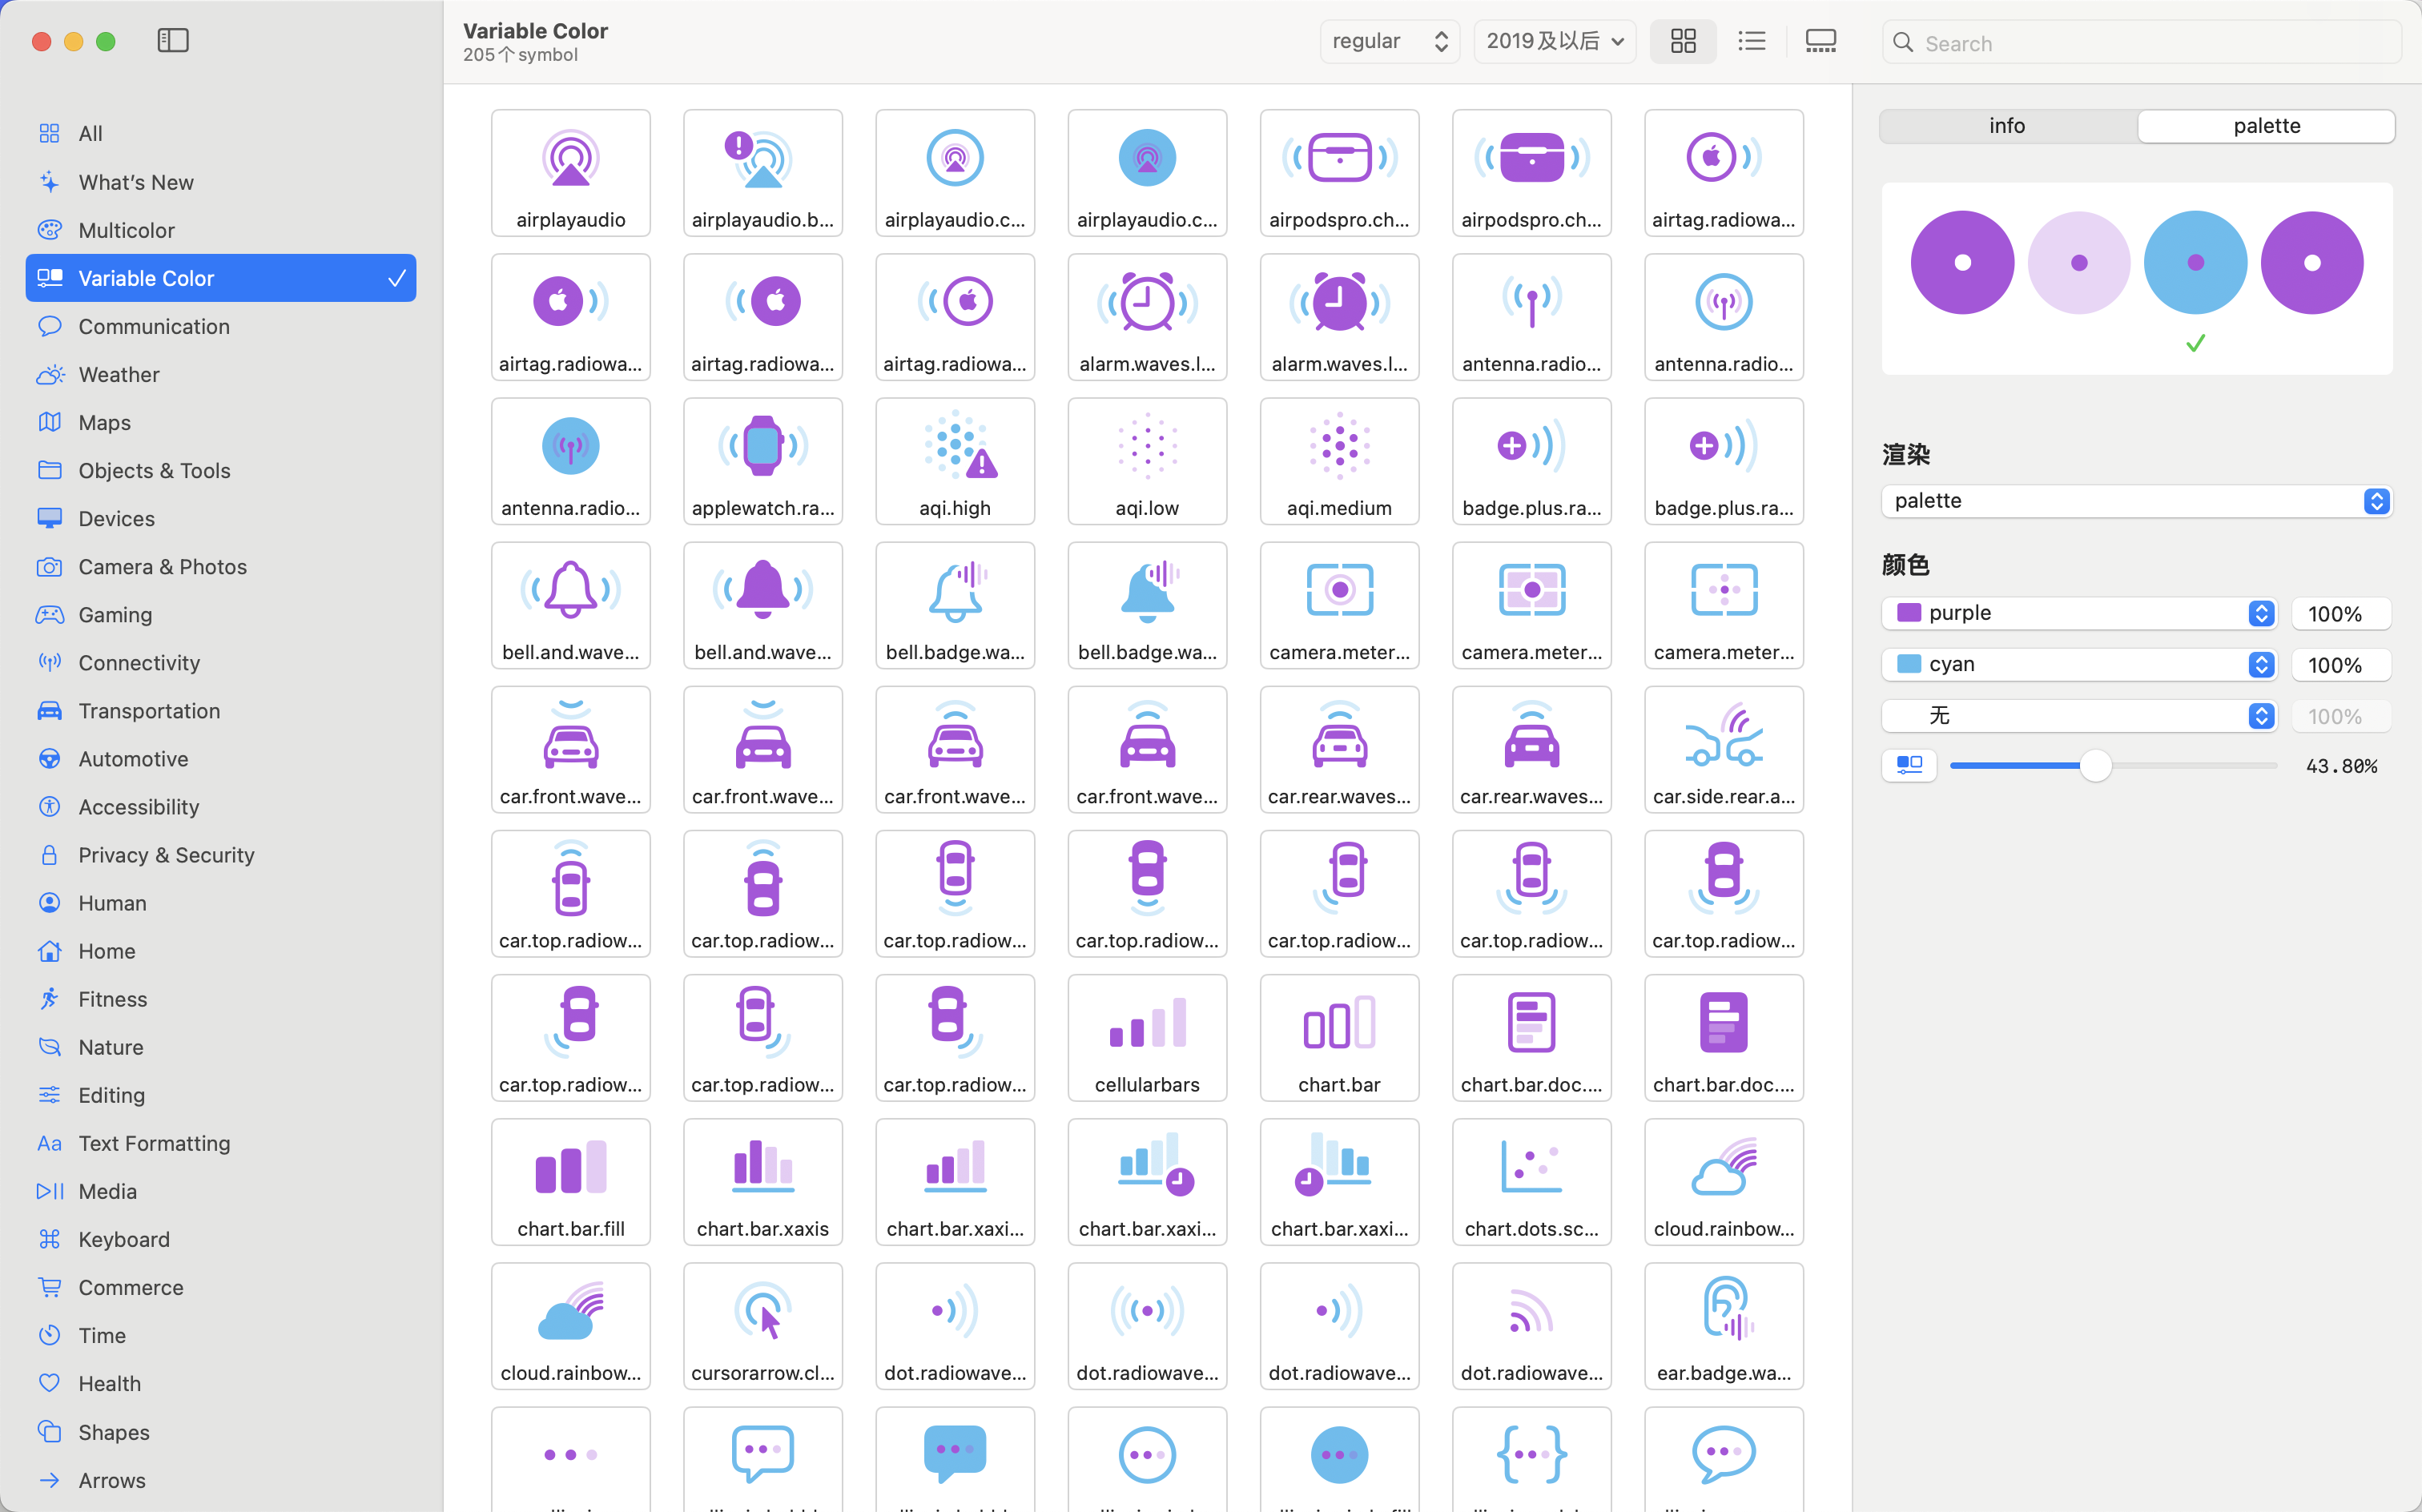 Variable Color
205个symbol
regular
2019及以后
Search
All
What's New
Multicolor
Variable Color
Communication
Weather
Maps
Objects & Tools
Devices
Camera & Photos
Gaming
Connectivity
Transportation
Automotive
Accessibility
Privacy & Security
Human
Home
Fitness
Nature
Editing
Aa Text Formatting
Media
Keyboard
Commerce
Time
Health
Shapes
Arrows
airplayaudio
airplayaudio.b...
airplayaudio.c...
airplayaudio.c...
airpodspro.ch...
airpodspro.ch...
airtag.radiowa...
airtag.radiowa...
airtag.radiowa...
airtag.radiowa...
alarm.waves.l...
alarm.waves.l...
antenna.radio...
antenna.radio...
antenna.radio...
applewatch.ra...
aqi.high
aqi.low
aqi.medium
badge.plus.ra...
badge.plus.ra...
bell.and.wave...
bell.and.wave...
bell.badge.wa...
bell.badge.wa...
camera.meter...
camera.meter...
camera.meter...
car.front.wave...
car.front.wave...
car.front.wave...
car.front.wave...
car.rear.waves...
car.rear.waves...
car.side.rear.a...
car.top.radiow...
car.top.radiow...
car.top.radiow...
car.top.radiow...
car.top.radiow...
car.top.radiow...
car.top.radiow...
car.top.radiow...
car.top.radiow...
car.top.radiow...
cellularbars
chart.bar
chart.bar.doc....
chart.bar.doc....
chart.bar.fill
chart.bar.xaxis
chart.bar.xaxi...
chart.bar.xaxi...
chart.bar.xaxi...
chart.dots.sc...
cloud.rainbow...
cloud.rainbow...
cursorarrow.cl...
dot.radiowave...
dot.radiowave...
dot.radiowave...
dot.radiowave...
ear.badge.wa...
info
palette
渲染
palette
颜色
purple
100%
cyan
100%
无
100%
43.80%